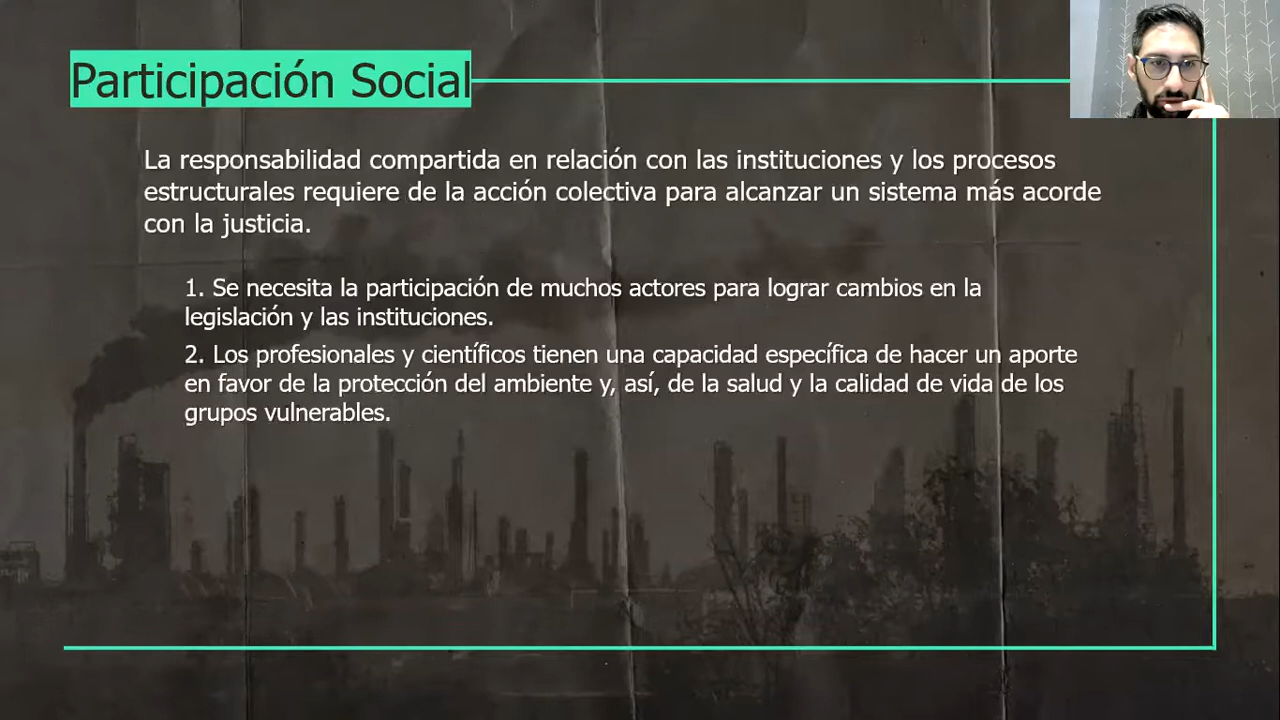 Participación Social
La responsabilidad compartida en relación con las instituciones y los procesos
estructurales requiere de la acción colectiva para alcanzar un sistema más acorde
con la justicia.
1. Se necesita la participación de muchos actores para lograr cambios en la
legislación y las instituciones.
2. Los profesionales y científicos tienen una capacidad específica de hacer un aporte
en favor de la protección del ambiente y, así, de la salud y la calidad de vida de los
grupos vulnerables.